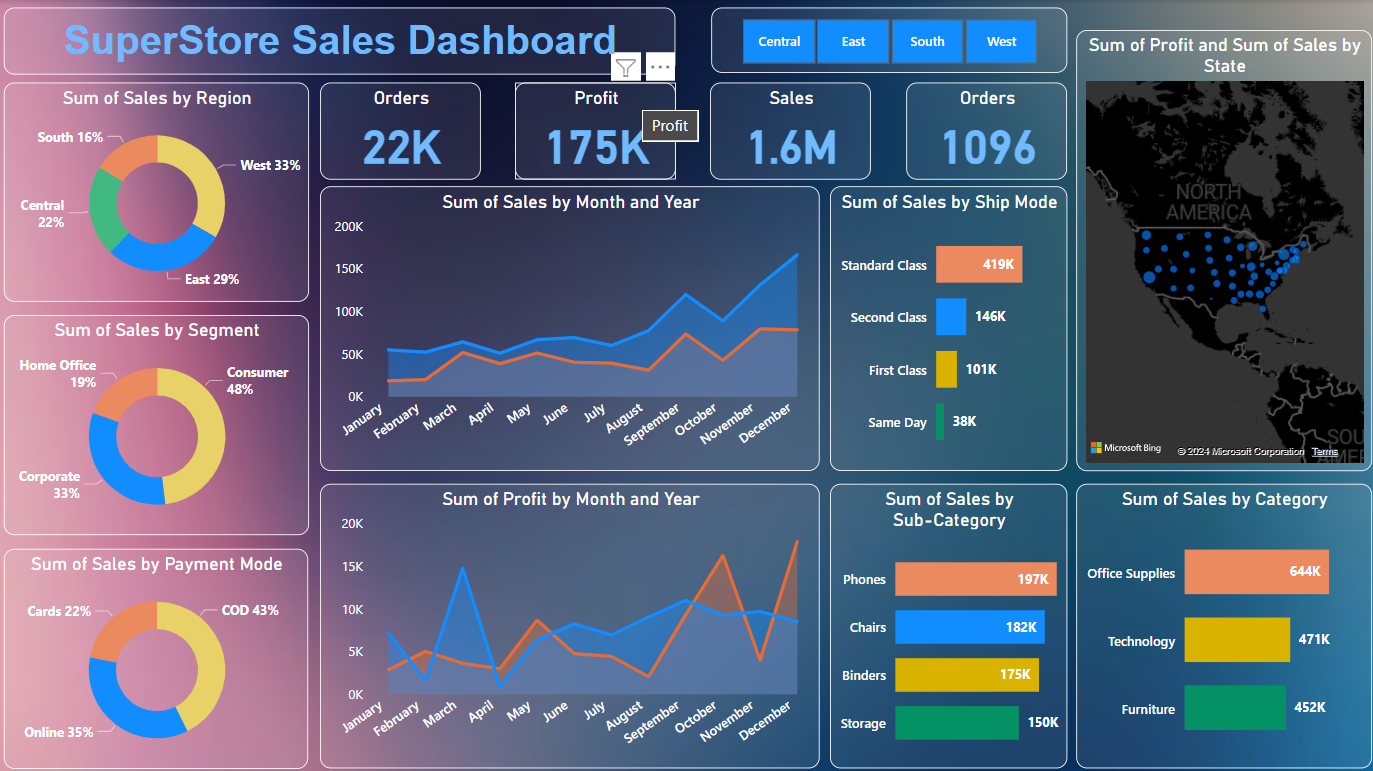 SuperStore Sales Dashboard
Central
East
South
West
Sum of Sales by Region
South 16%
West 33%
Central
22%
East 29%
Orders
22K
Profit
175K
Profit
Sales
1.6M
Orders
1096
Sum of Profit and Sum of Sales by
State
NORTH
AMERICA
Microsoft Bing
© 2024 Microsoft Corporation
Terms
Sum of Sales by Month and Year
200K
150K
100K
50K
0K
January
February
March
April
May
June
July
August
September
October
November
December
Sum of Sales by Ship Mode
Standard Class
419K
Second Class
146K
First Class
101K
Same Day
38K
Sum of Sales by Segment
Home Office
19%
Consumer
48%
Corporate
33%
Sum of Profit by Month and Year
20K
15K
10K
5K
0K
January
February
March
April
May
June
July
August
September
October
November
December
Sum of Sales by
Sub-Category
Phones
197K
Chairs
182K
Binders
175K
Storage
150K
Sum of Sales by Category
Office Supplies
644K
Technology
471K
Furniture
452K
Sum of Sales by Payment Mode
Cards 22%
COD 43%
Online 35%